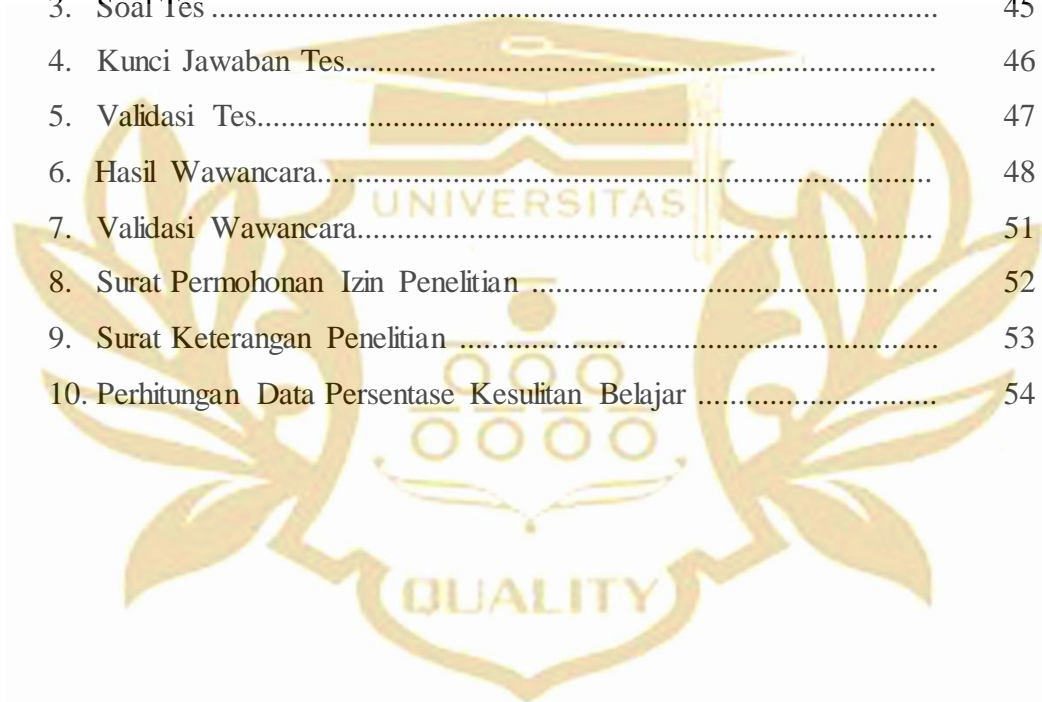 3. Soal Tes .......................................................................................... 45
4. Kunci Jawaban Tes.......................................................................... 46
5. Validasi Tes..................................................................................... 47
6. Hasil Wawancara............................................................................. 48
7. Validasi Wawancara........................................................................ 51
8. Surat Permohonan Izin Penelitian ................................................... 52
9. Surat Keterangan Penelitian ............................................................ 53
10. Perhitungan Data Persentase Kesulitan Belajar .............................. 54
UNIVERSITAS
QUALITY